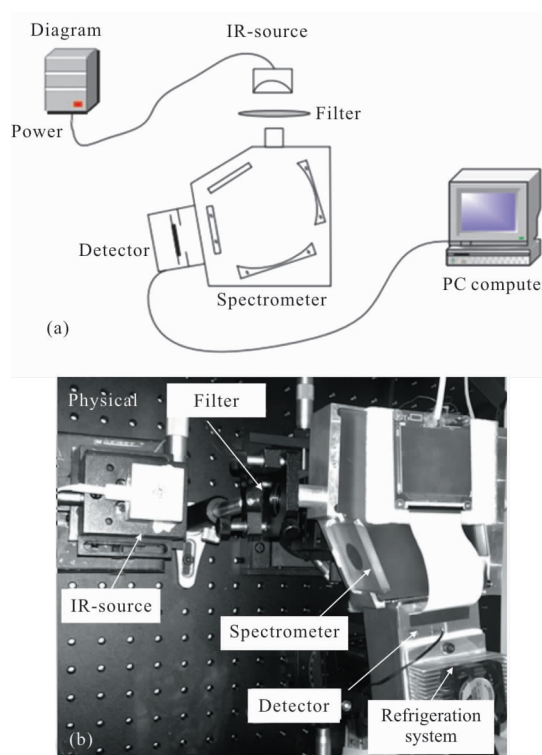 Diagram
IR-source
Filter
Power
Detector
Spectrometer
PC compute
(a)
Physical
Filter
IR-source
Spectrometer
Detector
Refrigeration
system
(b)